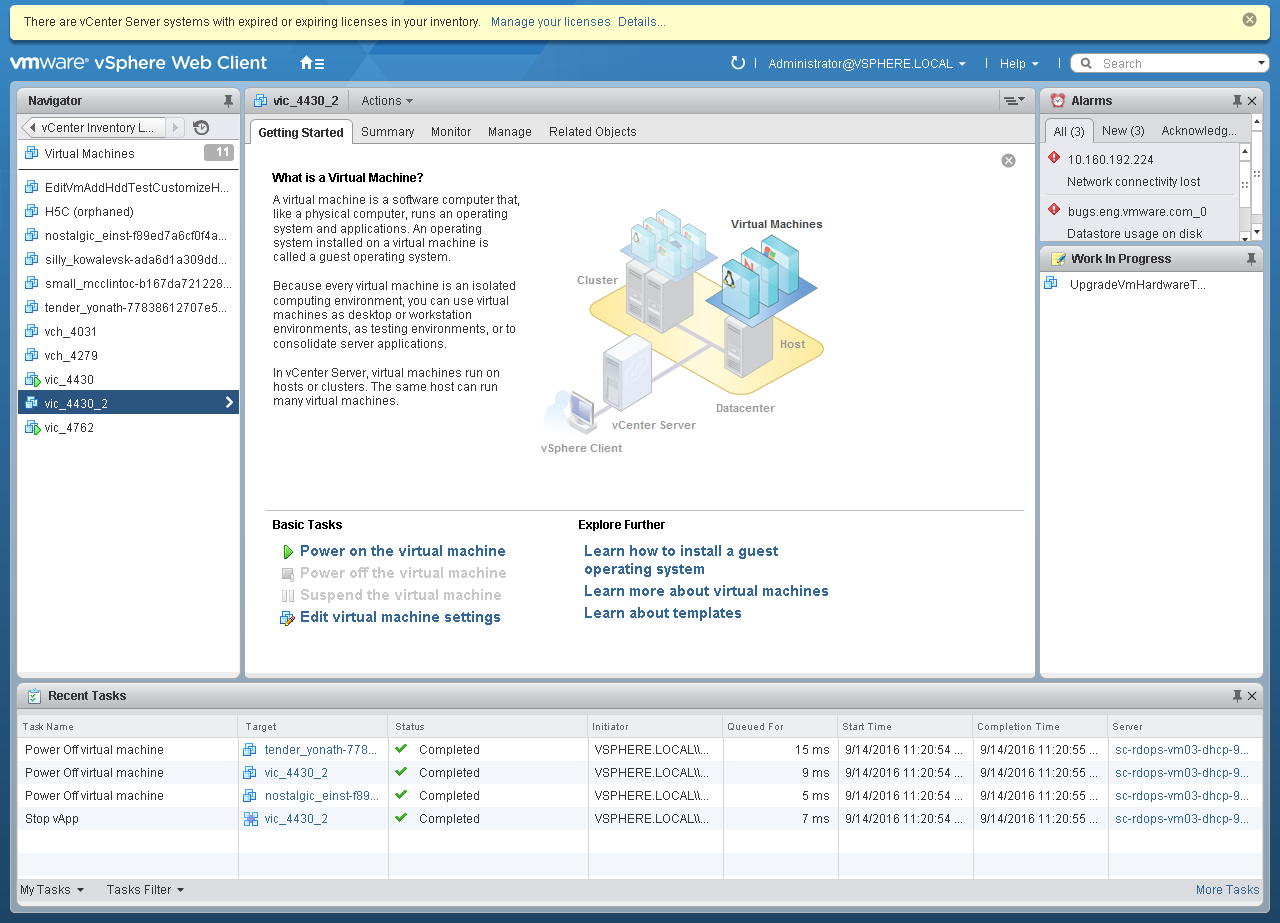 There are vCenter Server systems with expired or expiring licenses in your inventory. Manage your licenses Details...
vmware® vSphere Web Client
Administrator@VSPHERE.LOCAL
Help
Search
Navigator
vCenter Inventory L...
Virtual Machines 11
EditVmAddHddTestCustomizeH...
H5C (orphaned)
nostalgic_einst-f89ed7a6cf0f4a...
silly_kowalevsk-ada6d1a309dd...
small_mcclintoc-b167da721228...
tender_yonath-77838612707e5...
vch_4031
vch_4279
vic_4430
vic_4430_2
vic_4762
vic_4430_2 Actions
Getting Started Summary Monitor Manage Related Objects
What is a Virtual Machine?
A virtual machine is a software computer that,
like a physical computer, runs an operating
system and applications. An operating
system installed on a virtual machine is
called a guest operating system.
Because every virtual machine is an isolated
computing environment, you can use virtual
machines as desktop or workstation
environments, as testing environments, or to
consolidate server applications.
In vCenter Server, virtual machines run on
hosts or clusters. The same host can run
many virtual machines.
Virtual Machines
Cluster
Host
Datacenter
vCenter Server
vSphere Client
Basic Tasks
Power on the virtual machine
Power off the virtual machine
Suspend the virtual machine
Edit virtual machine settings
Explore Further
Learn how to install a guest
operating system
Learn more about virtual machines
Learn about templates
Alarms
All (3) New (3) Acknowledg...
10.160.192.224
Network connectivity lost
bugs.eng.vmware.com_0
Datastore usage on disk
Work In Progress
UpgradeVmHardwareT...
Recent Tasks
Task Name Target Status Initiator Queued For Start Time Completion Time Server
Power Off virtual machine tender_yonath-778... Completed VSPHERE.LOCAL\\... 15 ms 9/14/2016 11:20:54 ... 9/14/2016 11:20:55 ... sc-rdops-vm03-dhcp-9...
Power Off virtual machine vic_4430_2 Completed VSPHERE.LOCAL\\... 9 ms 9/14/2016 11:20:54 ... 9/14/2016 11:20:55 ... sc-rdops-vm03-dhcp-9...
Power Off virtual machine nostalgic_einst-f89... Completed VSPHERE.LOCAL\\... 5 ms 9/14/2016 11:20:54 ... 9/14/2016 11:20:55 ... sc-rdops-vm03-dhcp-9...
Stop vApp vic_4430_2 Completed VSPHERE.LOCAL\\... 7 ms 9/14/2016 11:20:54 ... 9/14/2016 11:20:55 ... sc-rdops-vm03-dhcp-9...
My Tasks Tasks Filter More Tasks